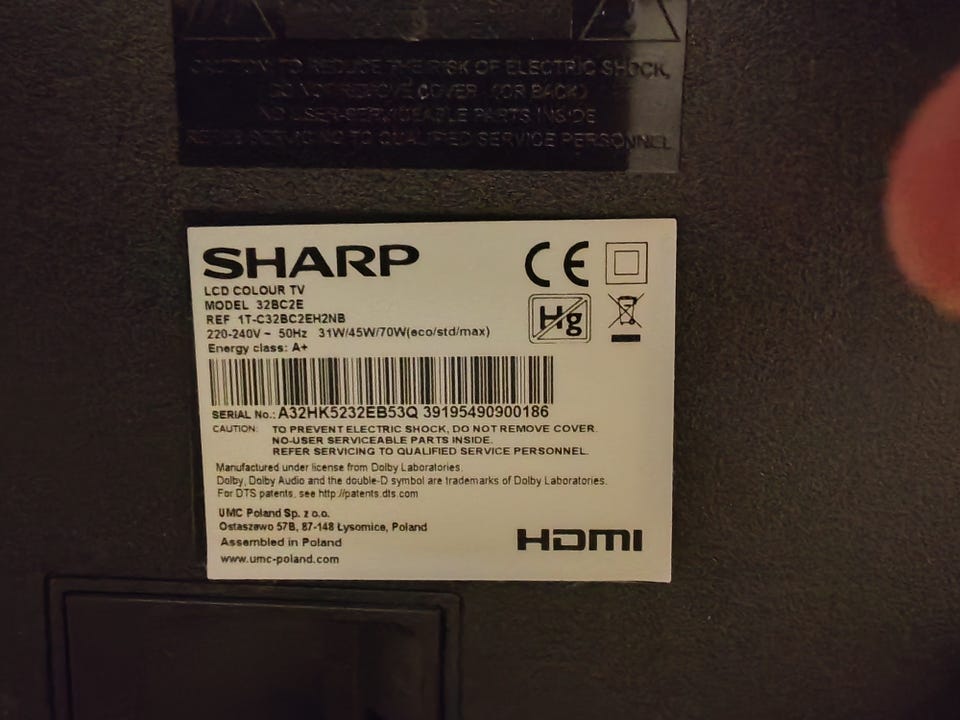 CAUTION: TO REDUCE THE RISK OF ELECTRIC SHOCK,
DO NOT REMOVE COVER (OR BACK)
NO USER-SERVICEABLE PARTS INSIDE
REFER SERVICING TO QUALIFIED SERVICE PERSONNEL
SHARP
CE
LCD COLOUR TV
MODEL 32BC2E
REF 1T-C32BC2EH2NB
Hg
220-240V ~ 50Hz 31W/45W/70W(eco/std/max)
Energy class: A+
SERIAL No.: A32HK5232EB53Q 39195490900186
CAUTION: TO PREVENT ELECTRIC SHOCK, DO NOT REMOVE COVER.
NO-USER SERVICEABLE PARTS INSIDE.
REFER SERVICING TO QUALIFIED SERVICE PERSONNEL.
Manufactured under license from Dolby Laboratories.
Dolby, Dolby Audio and the double-D symbol are trademarks of Dolby Laboratories.
For DTS patents, see http://patents.dts.com
UMC Poland Sp. z o.o.
Ostaszewo 57B, 87-148 Łysomice, Poland
Assembled in Poland
www.umc-poland.com
HDMI